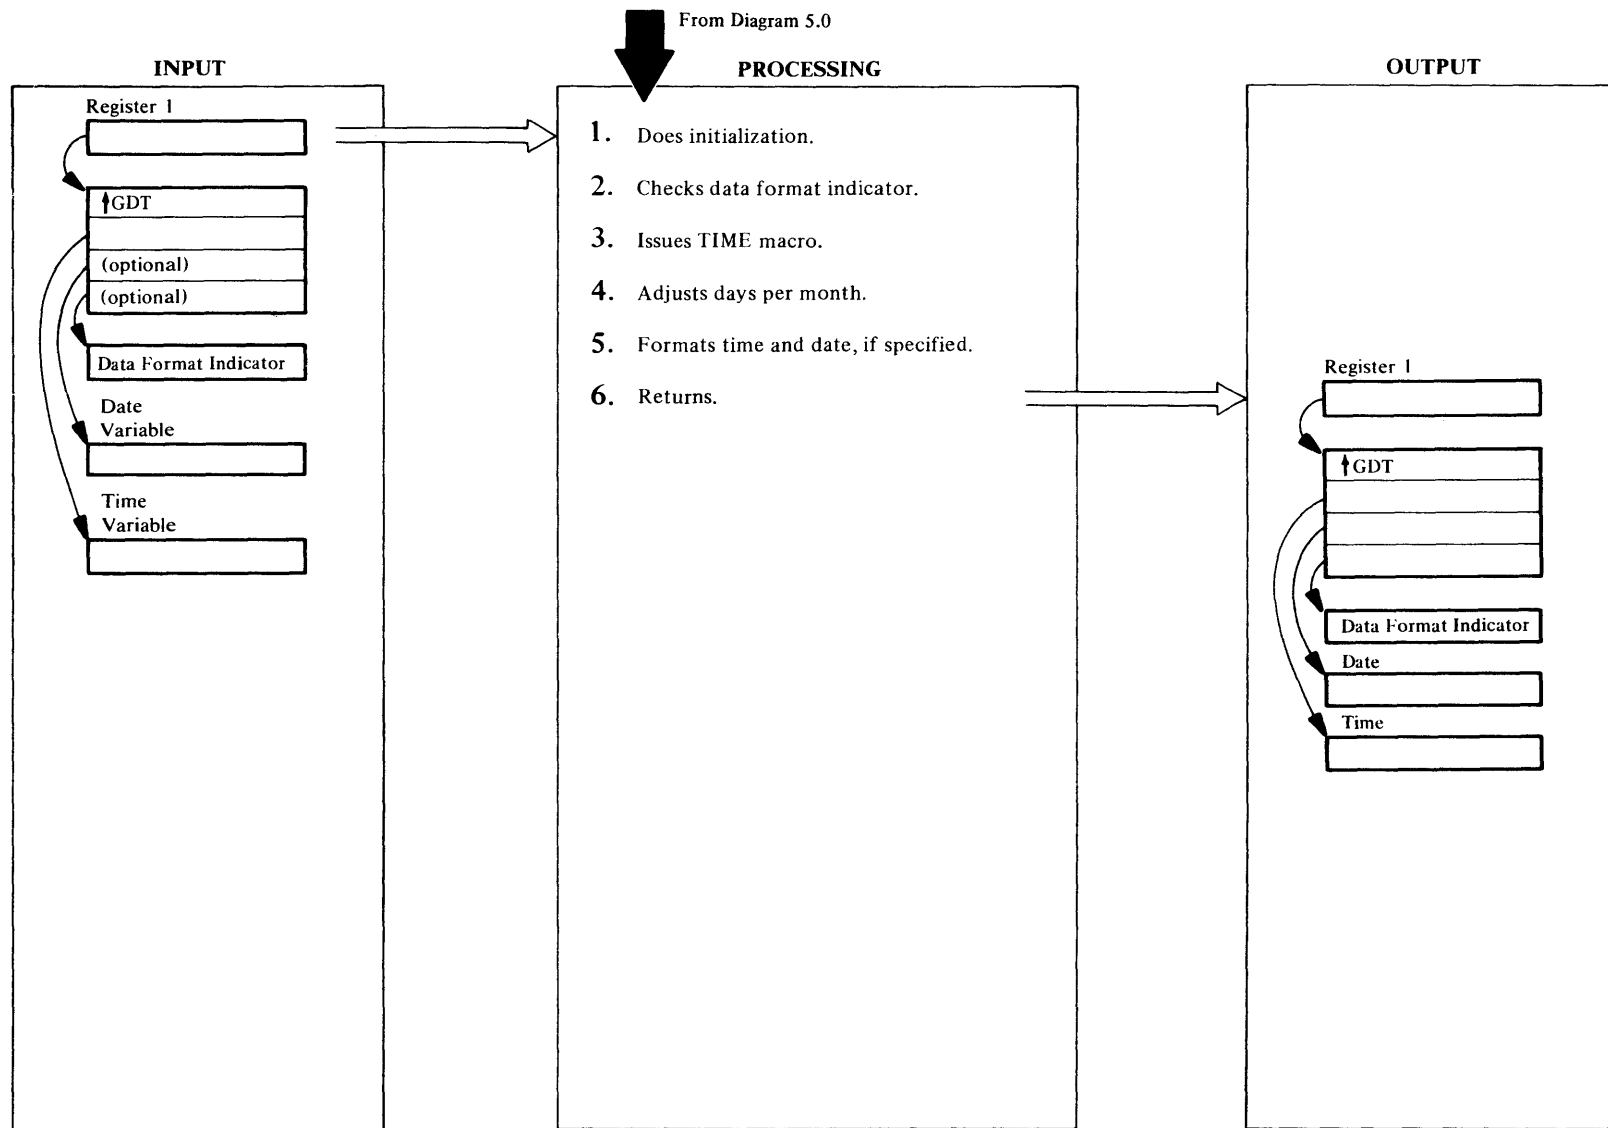 From Diagram 5.0
INPUT
Register 1
↑GDT
(optional)
(optional)
Data Format Indicator
Date
Variable
Time
Variable
PROCESSING
1. Does initialization.
2. Checks data format indicator.
3. Issues TIME macro.
4. Adjusts days per month.
5. Formats time and date, if specified.
6. Returns.
OUTPUT
Register 1
↑GDT
Data Format Indicator
Date
Time